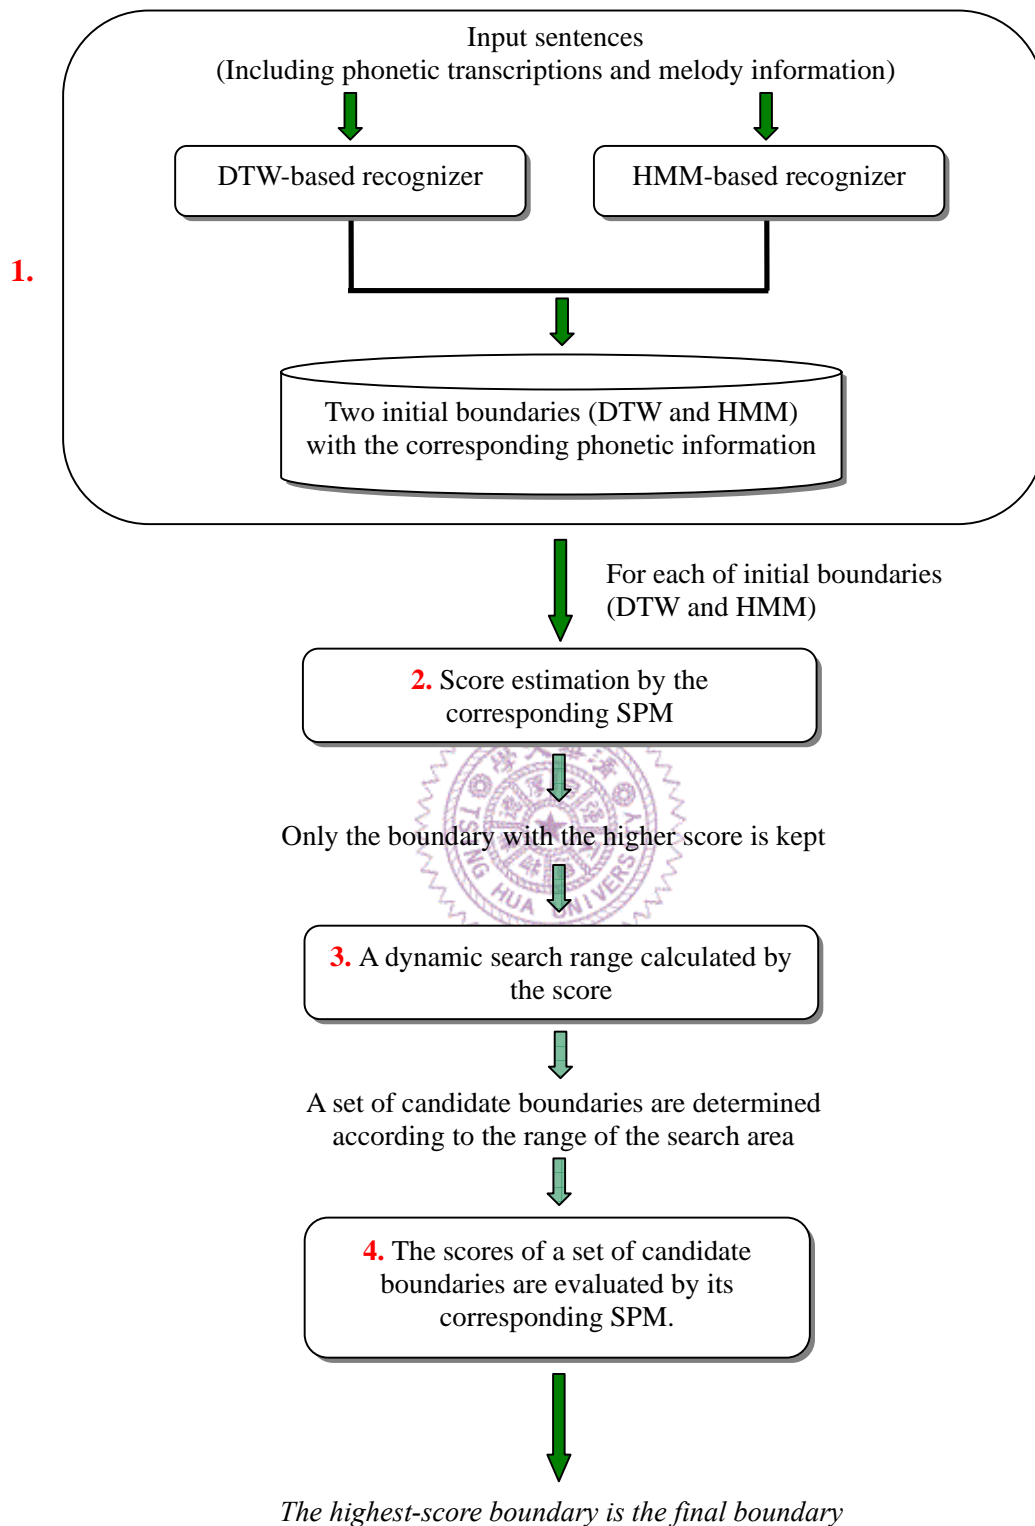 Input sentences
(Including phonetic transcriptions and melody information)
DTW-based recognizer
HMM-based recognizer
1.
Two initial boundaries (DTW and HMM)
with the corresponding phonetic information
For each of initial boundaries
(DTW and HMM)
2. Score estimation by the
corresponding SPM
TSING HUA UNIVERSITY
Only the boundary with the higher score is kept
3. A dynamic search range calculated by
the score
A set of candidate boundaries are determined
according to the range of the search area
4. The scores of a set of candidate
boundaries are evaluated by its
corresponding SPM.
The highest-score boundary is the final boundary